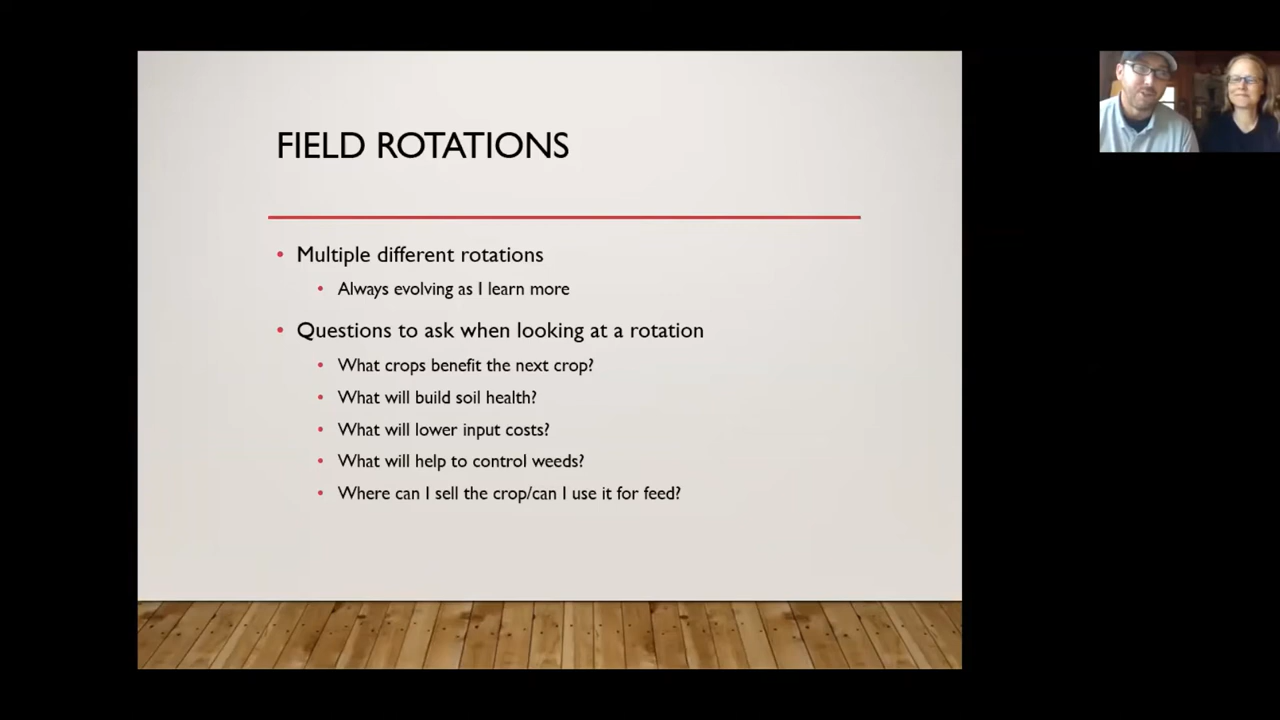 FIELD ROTATIONS
• Multiple different rotations
• Always evolving as I learn more
• Questions to ask when looking at a rotation
• What crops benefit the next crop?
• What will build soil health?
• What will lower input costs?
• What will help to control weeds?
• Where can I sell the crop/can I use it for feed?